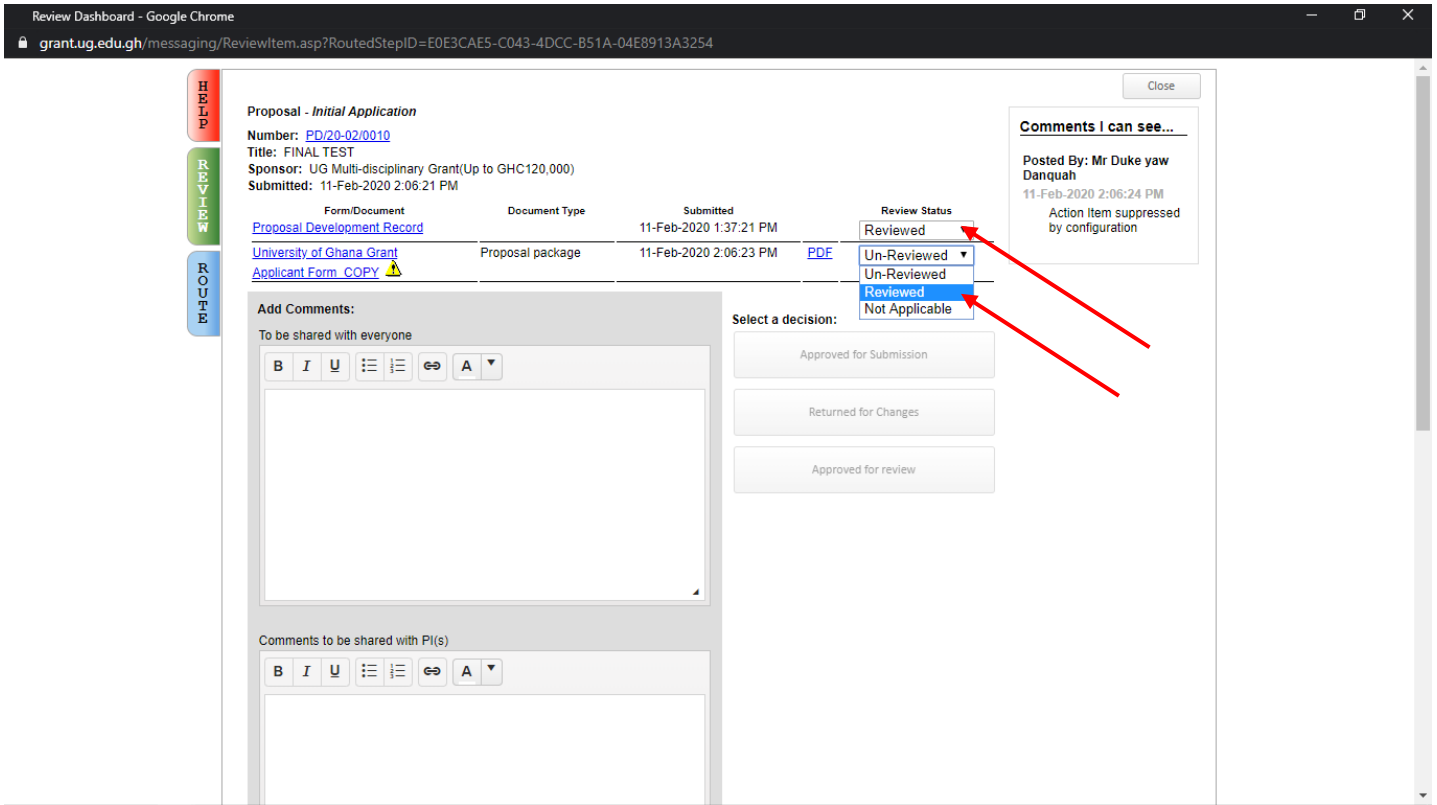 Review Dashboard - Google Chrome
grant.ug.edu.gh/messaging/ReviewItem.asp?RoutedStepID=E0E3CAE5-C043-4DCC-B51A-04E8913A3254
HELP
REVIEW
ROUTE
Close
Proposal - Initial Application
Number: PD/20-02/0010
Title: FINAL TEST
Sponsor: UG Multi-disciplinary Grant(Up to GHC120,000)
Submitted: 11-Feb-2020 2:06:21 PM
Form/Document Document Type Submitted Review Status
Proposal Development Record 11-Feb-2020 1:37:21 PM Reviewed
University of Ghana Grant Proposal package 11-Feb-2020 2:06:23 PM PDF Un-Reviewed
Applicant Form_COPY
Un-Reviewed
Reviewed
Not Applicable
Comments I can see...
Posted By: Mr Duke yaw
Danquah
11-Feb-2020 2:06:24 PM
Action Item suppressed
by configuration
Add Comments:
To be shared with everyone
B I U A
Select a decision:
Approved for Submission
Returned for Changes
Approved for review
Comments to be shared with PI(s)
B I U A